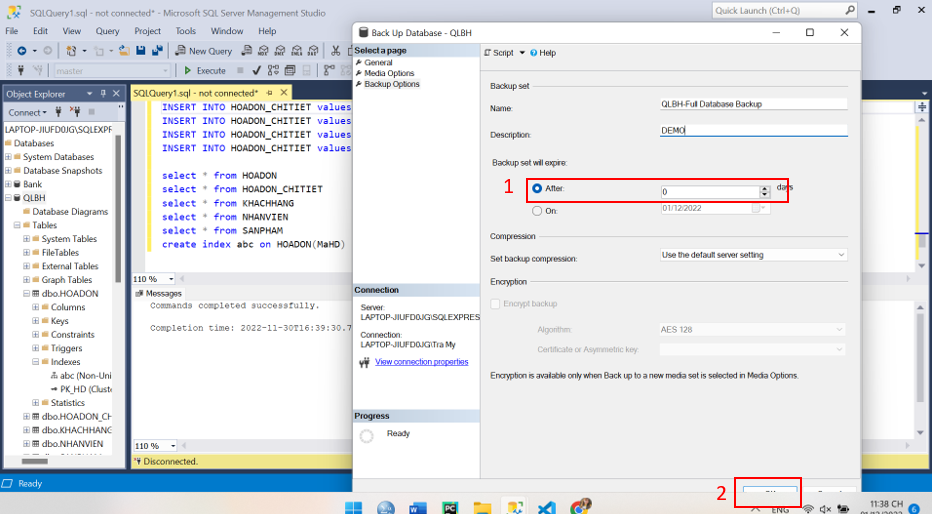 SQLQuery1.sql - not connected* - Microsoft SQL Server Management Studio
Quick Launch (Ctrl+Q)
File Edit View Query Project Tools Window Help
New Query
MDX DMX XMLA DAX
master
Execute
Object Explorer
Connect
LAPTOP-JIUFD0JG\SQLEXPR
Databases
System Databases
Database Snapshots
Bank
QLBH
Database Diagrams
Tables
System Tables
FileTables
External Tables
Graph Tables
dbo.HOADON
Columns
Keys
Constraints
Triggers
Indexes
abc (Non-Uni
PK_HD (Cluste
Statistics
dbo.HOADON_CH
dbo.KHACHHANG
dbo.NHANVIEN
SQLQuery1.sql - not connected*
INSERT INTO HOADON_CHITIET values
INSERT INTO HOADON_CHITIET values
INSERT INTO HOADON_CHITIET values
INSERT INTO HOADON_CHITIET values
select * from HOADON
select * from HOADON_CHITIET
select * from KHACHHANG
select * from NHANVIEN
select * from SANPHAM
create index abc on HOADON(MaHD)
110 %
Messages
Commands completed successfully.
Completion time: 2022-11-30T16:39:30.7
110 %
Disconnected.
Ready
Back Up Database - QLBH
Select a page
General
Media Options
Backup Options
Connection
Server:
LAPTOP-JIUFD0JG\SQLEXPRES
Connection:
LAPTOP-JIUFD0JG\Tra My
View connection properties
Progress
Ready
Script Help
Backup set
Name: QLBH-Full Database Backup
Description: DEMO
Backup set will expire:
1 After: 0 days
On: 01/12/2022
Compression
Set backup compression: Use the default server setting
Encryption
Encrypt backup
Algorithm: AES 128
Certificate or Asymmetric key:
Encryption is available only when Back up to a new media set is selected in Media Options.
2
ENG
11:38 CH
6